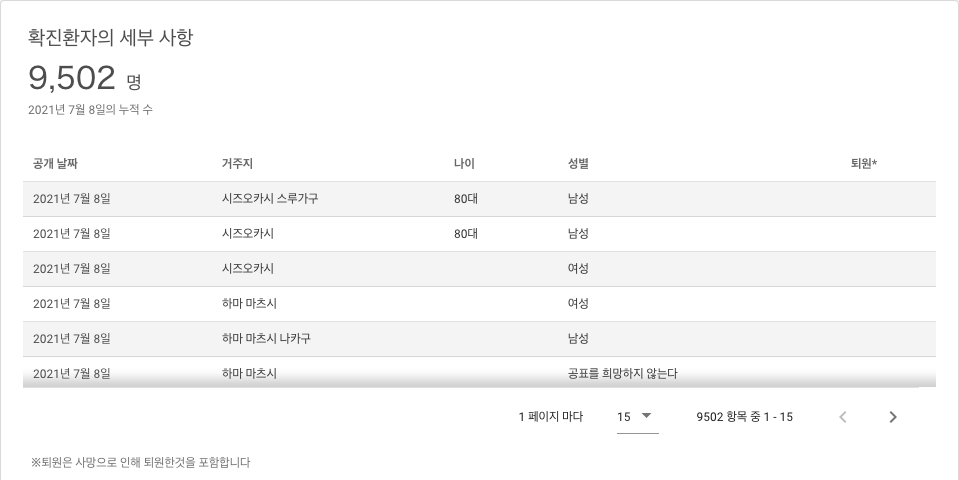 확진환자의 세부 사항
9,502 명
2021년 7월 8일의 누적 수
공개 날짜 거주지 나이 성별 퇴원*
2021년 7월 8일 시즈오카시 스루가구 80대 남성
2021년 7월 8일 시즈오카시 80대 남성
2021년 7월 8일 시즈오카시 여성
2021년 7월 8일 하마 마츠시 여성
2021년 7월 8일 하마 마츠시 나카구 남성
2021년 7월 8일 하마 마츠시 공표를 희망하지 않는다
1 페이지 마다 15 9502 항목 중 1 - 15
※퇴원은 사망으로 인해 퇴원한것을 포함합니다